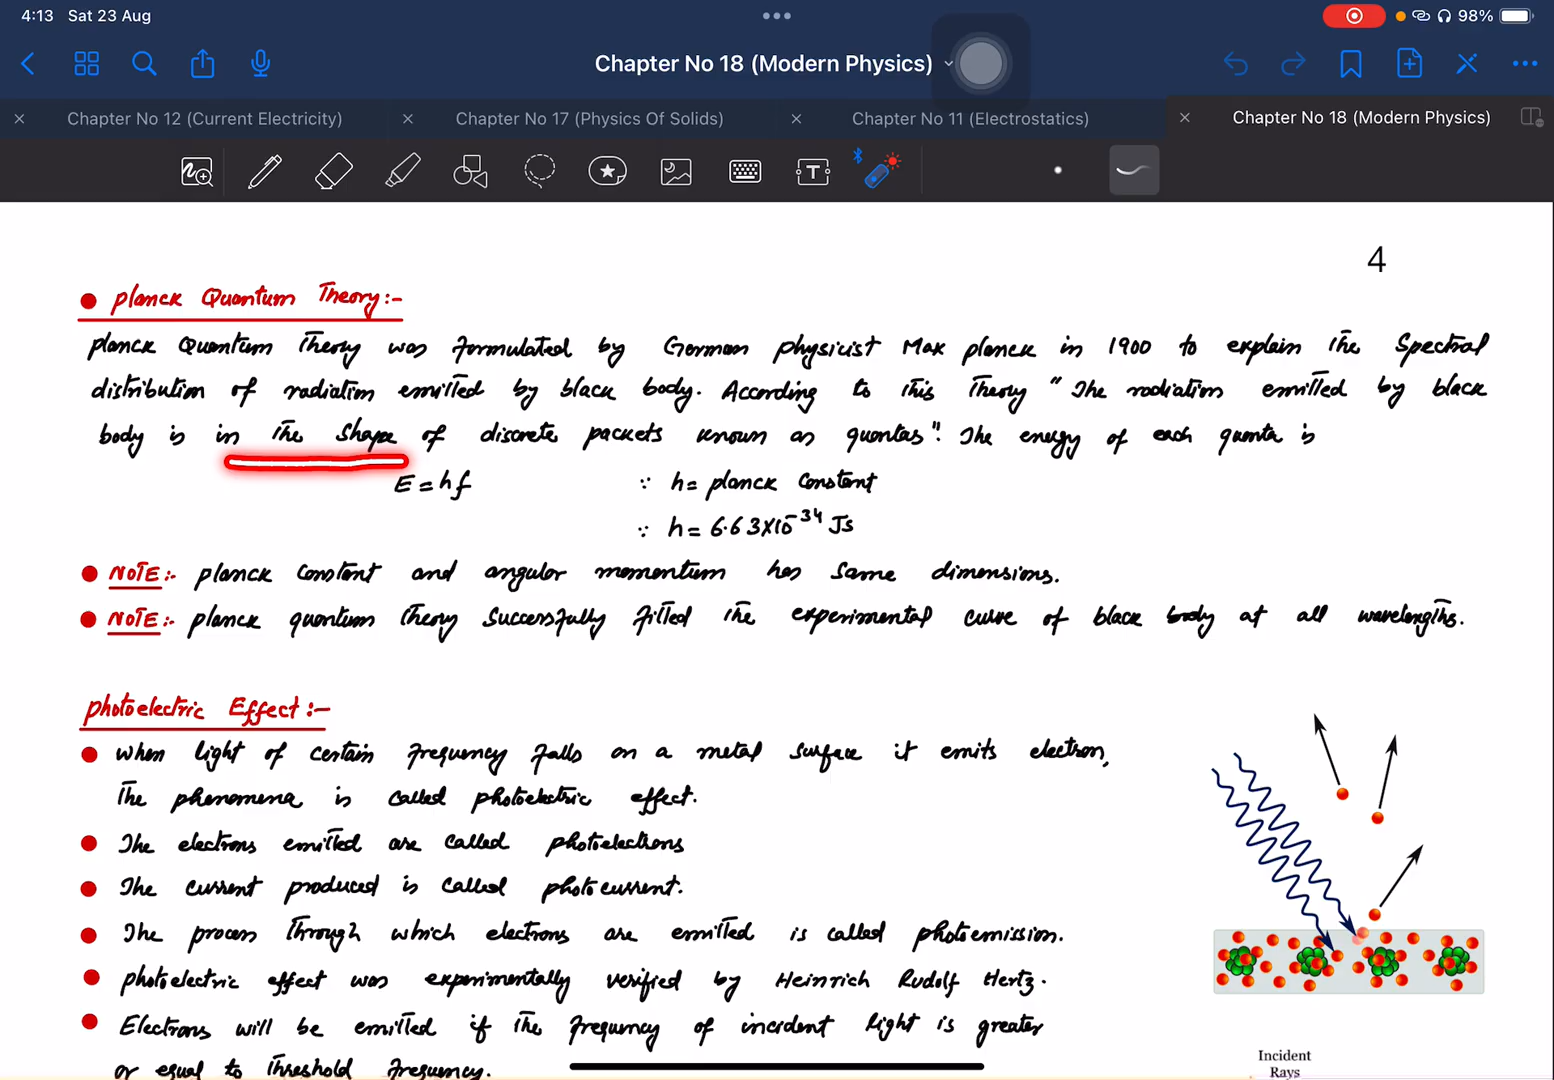 4:13 Sat 23 Aug
98%
Chapter No 18 (Modern Physics)
Chapter No 12 (Current Electricity)
Chapter No 17 (Physics Of Solids)
Chapter No 11 (Electrostatics)
Chapter No 18 (Modern Physics)
4
Planck Quantum Theory:-
Planck Quantum Theory was formulated by German physicist Max planck in 1900 to explain the Spectral
distribution of radiation emitted by black body. According to this Theory "The radiation emitted by black
body is in the shape of discrete packets known as quantas". The energy of each quanta is
E = hf ∵ h = planck constant
∵ h = 6.63×10⁻³⁴ Js
NOTE:- planck constant and angular momentum has same dimensions.
NOTE:- planck quantum theory successfully fitted the experimental curve of black body at all wavelengths.
photoelectric Effect:-
when light of certain frequency falls on a metal surface it emits electron,
The phenomena is called photoelectric effect.
The electrons emitted are called photoelectrons
The current produced is called photocurrent.
The process through which electrons are emitted is called photoemission.
photoelectric effect was experimentally verified by Heinrich Rudolf Hertz.
Electrons will be emitted if the frequency of incident light is greater
or equal to threshold frequency.
Incident
Rays